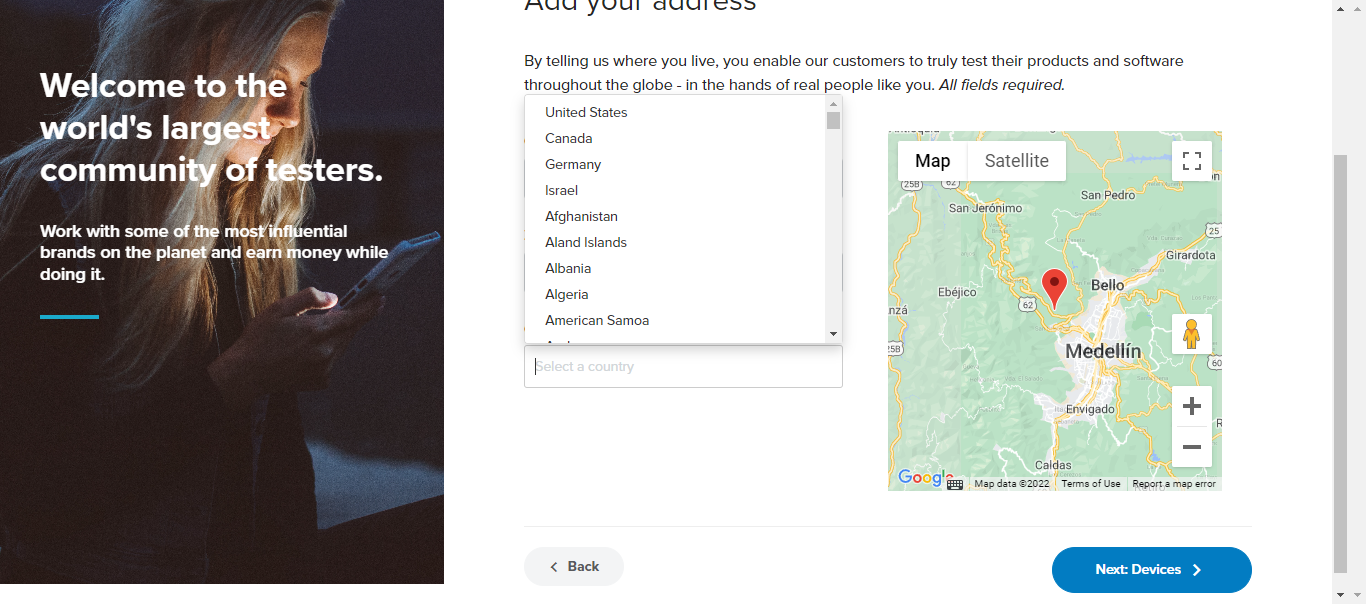 Add your address
Welcome to the
world's largest
community of testers.
Work with some of the most influential
brands on the planet and earn money while
doing it.
By telling us where you live, you enable our customers to truly test their products and software
throughout the globe - in the hands of real people like you. All fields required.
United States
Canada
Germany
Israel
Afghanistan
Aland Islands
Albania
Algeria
American Samoa
Select a country
Map
Satellite
25B
62
San Pedro
San Jerónimo
25
Girardota
Ebéjico
62
Bello
25B
Medellín
60
Envigado
Caldas
Google
Map data ©2022
Terms of Use
Report a map error
Back
Next: Devices